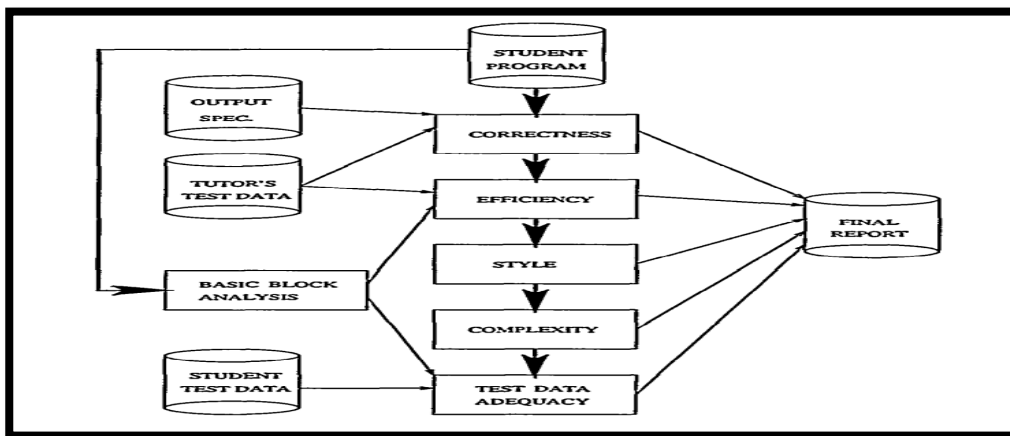 STUDENT
PROGRAM
OUTPUT
SPEC.
CORRECTNESS
TUTOR'S
TEST DATA
EFFICIENCY
FINAL
REPORT
STYLE
BASIC BLOCK
ANALYSIS
COMPLEXITY
STUDENT
TEST DATA
TEST DATA
ADEQUACY